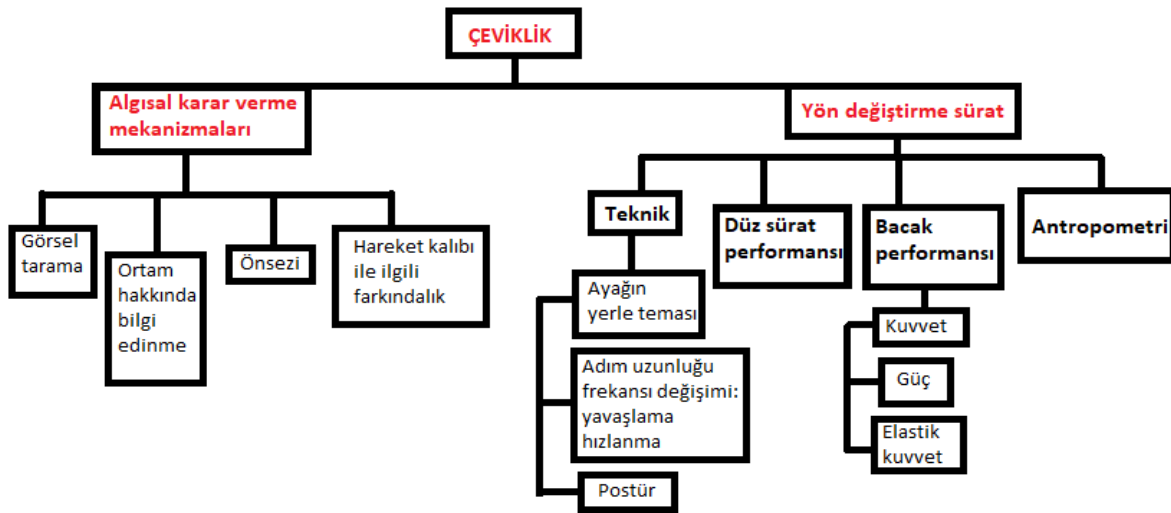 ÇEVİKLİK
Algısal karar verme
mekanizmaları
Yön değiştirme sürat
Görsel
tarama
Ortam
hakkında
bilgi
edinme
Önsezi
Hareket kalıbı
ile ilgili
farkındalık
Teknik
Düz sürat
performansı
Bacak
performansı
Antropometri
Ayağın
yerle teması
Adım uzunluğu
frekansı değişimi:
yavaşlama
hızlanma
Postür
Kuvvet
Güç
Elastik
kuvvet